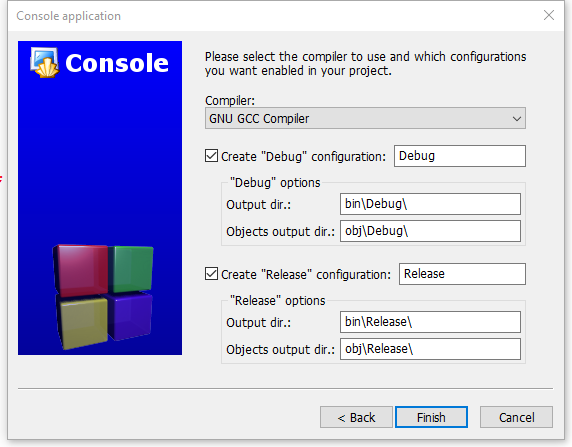 Console application
Console
Please select the compiler to use and which configurations
you want enabled in your project.
Compiler:
GNU GCC Compiler
Create "Debug" configuration: Debug
"Debug" options
Output dir.: bin\Debug\
Objects output dir.: obj\Debug\
Create "Release" configuration: Release
"Release" options
Output dir.: bin\Release\
Objects output dir.: obj\Release\
< Back Finish Cancel